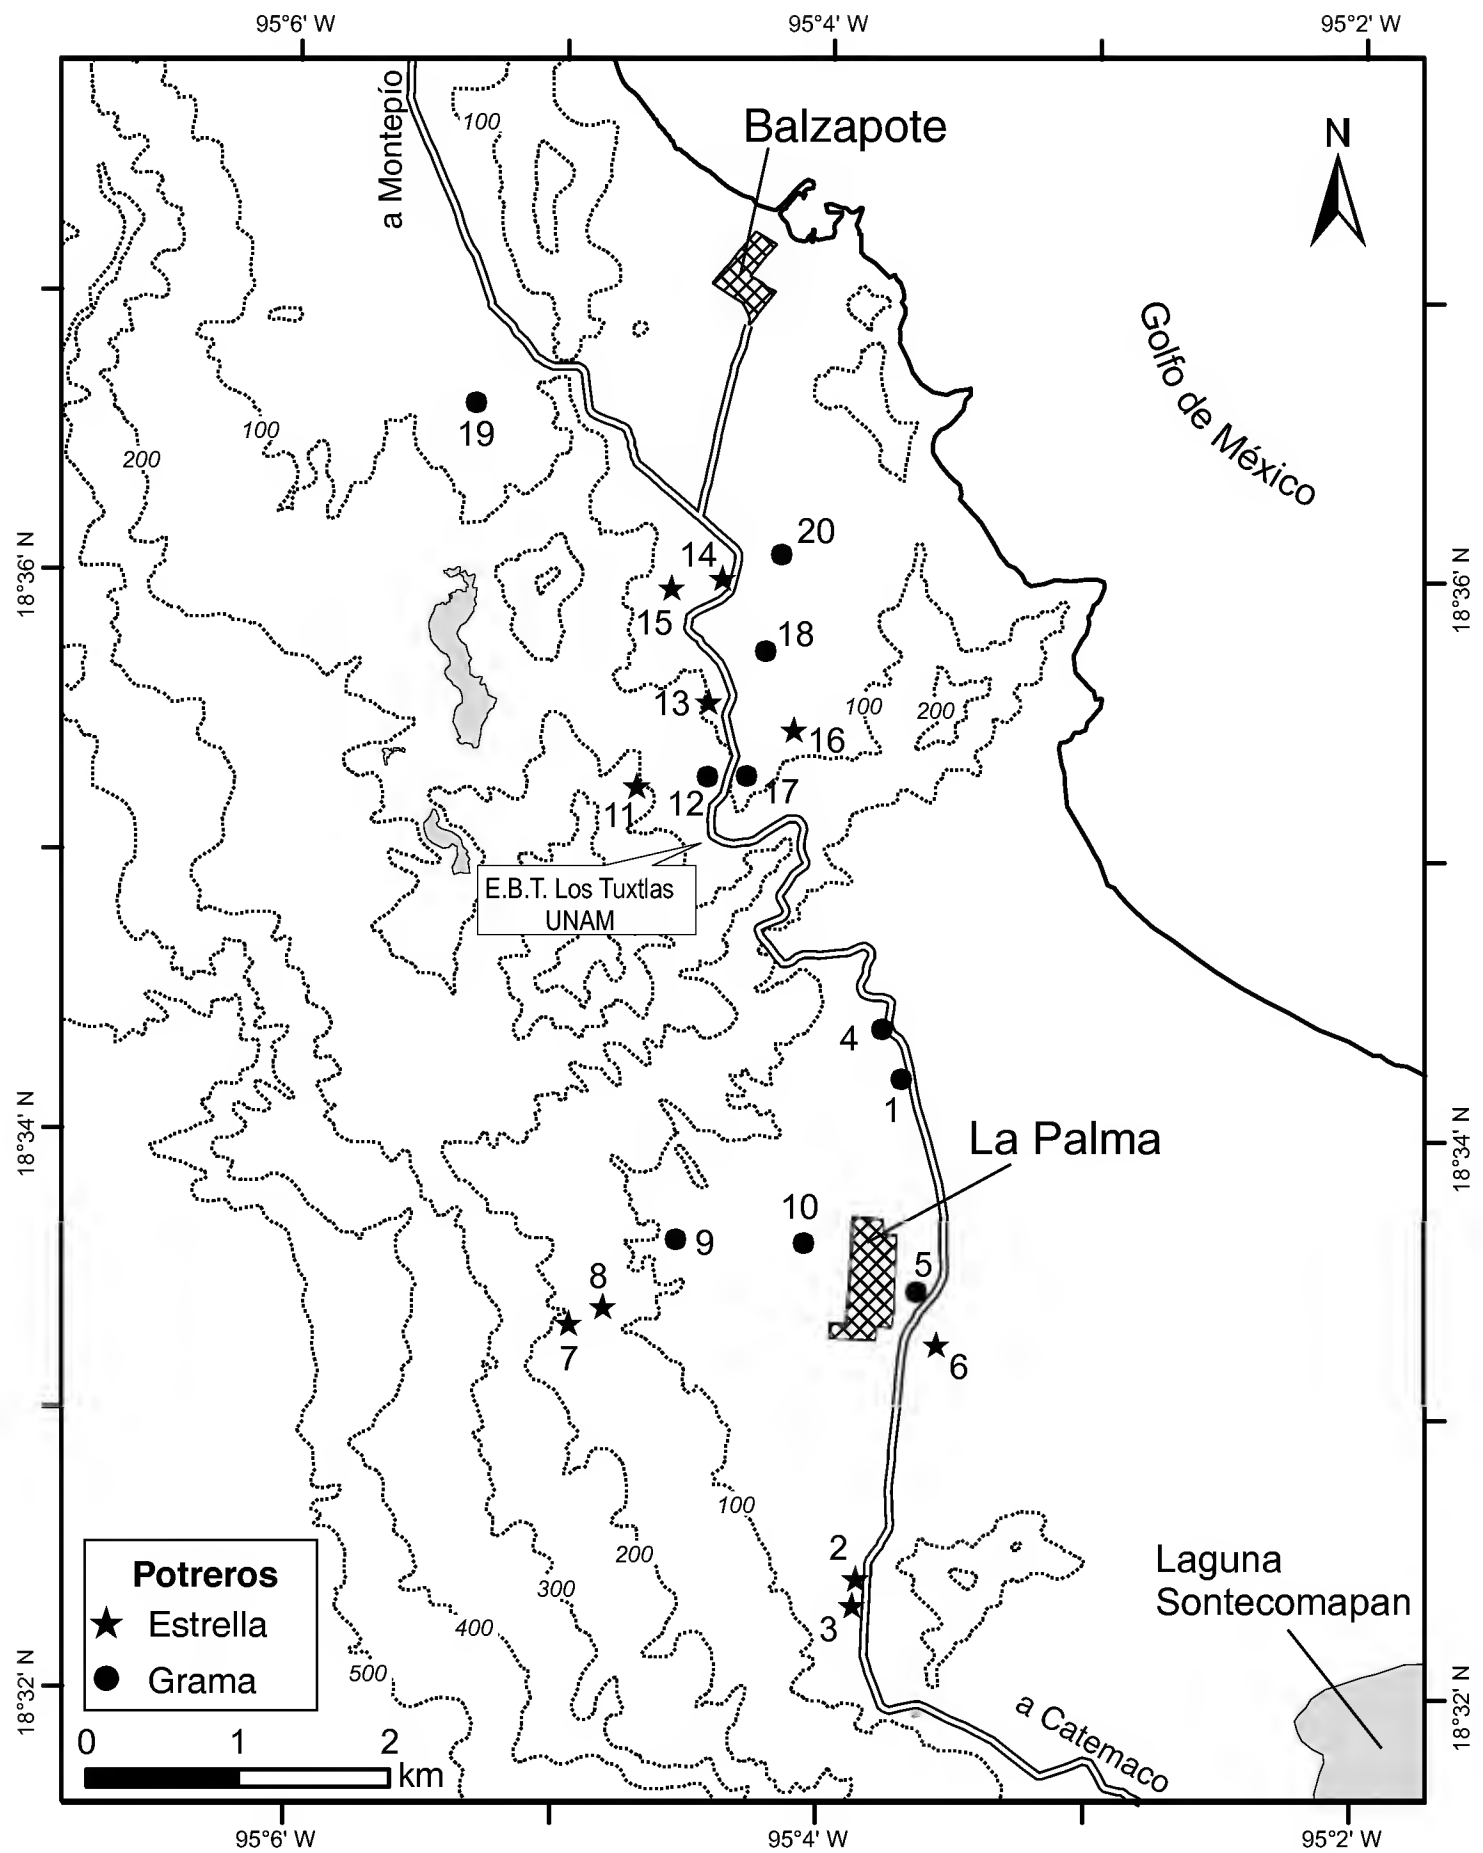 95°6' W
95°4' W
95°2' W
a Montepío
100
Balzapote
N
Golfo de México
100
200
19
18°36' N
18°36' N
20
14
15
18
13
16
100
200
11
12
17
E.B.T. Los Tuxtlas
UNAM
4
1
18°34' N
18°34' N
La Palma
10
9
5
8
7
6
100
2
200
3
300
400
500
Laguna
Sontecomapan
Potreros
Estrella
Grama
18°32' N
18°32' N
a Catemaco
0 1 2
km
95°6' W
95°4' W
95°2' W